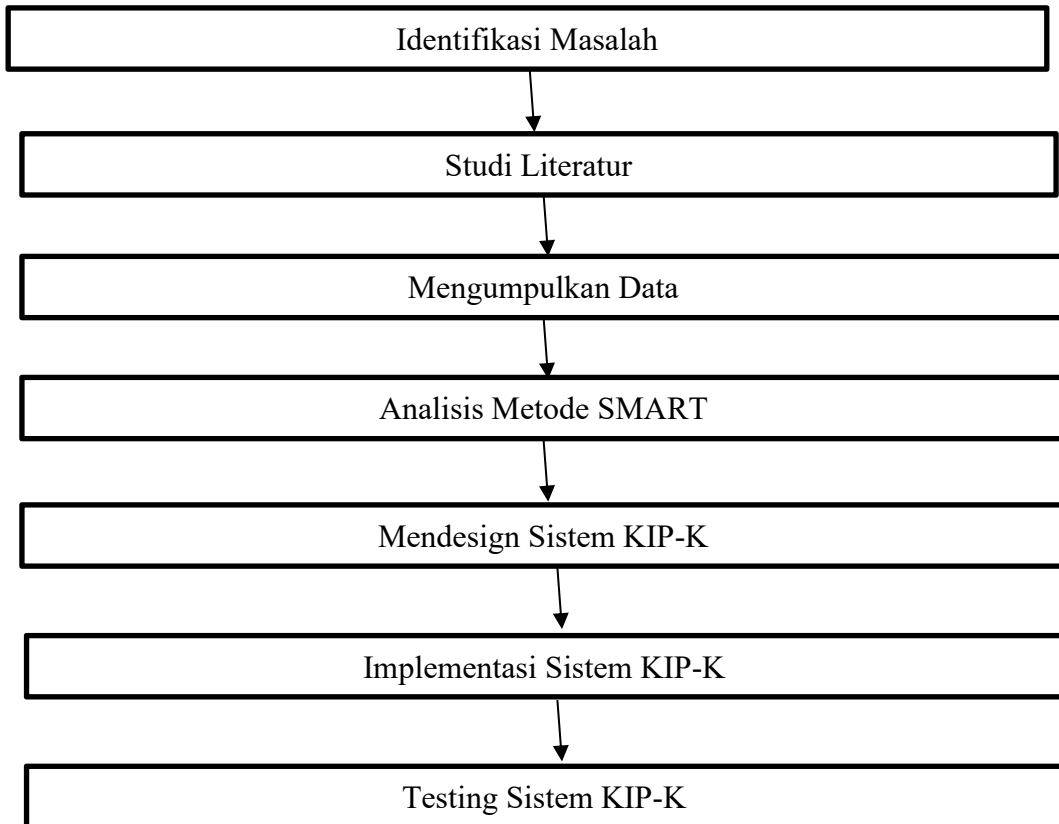 Identifikasi Masalah
Studi Literatur
Mengumpulkan Data
Analisis Metode SMART
Mendesign Sistem KIP-K
Implementasi Sistem KIP-K
Testing Sistem KIP-K